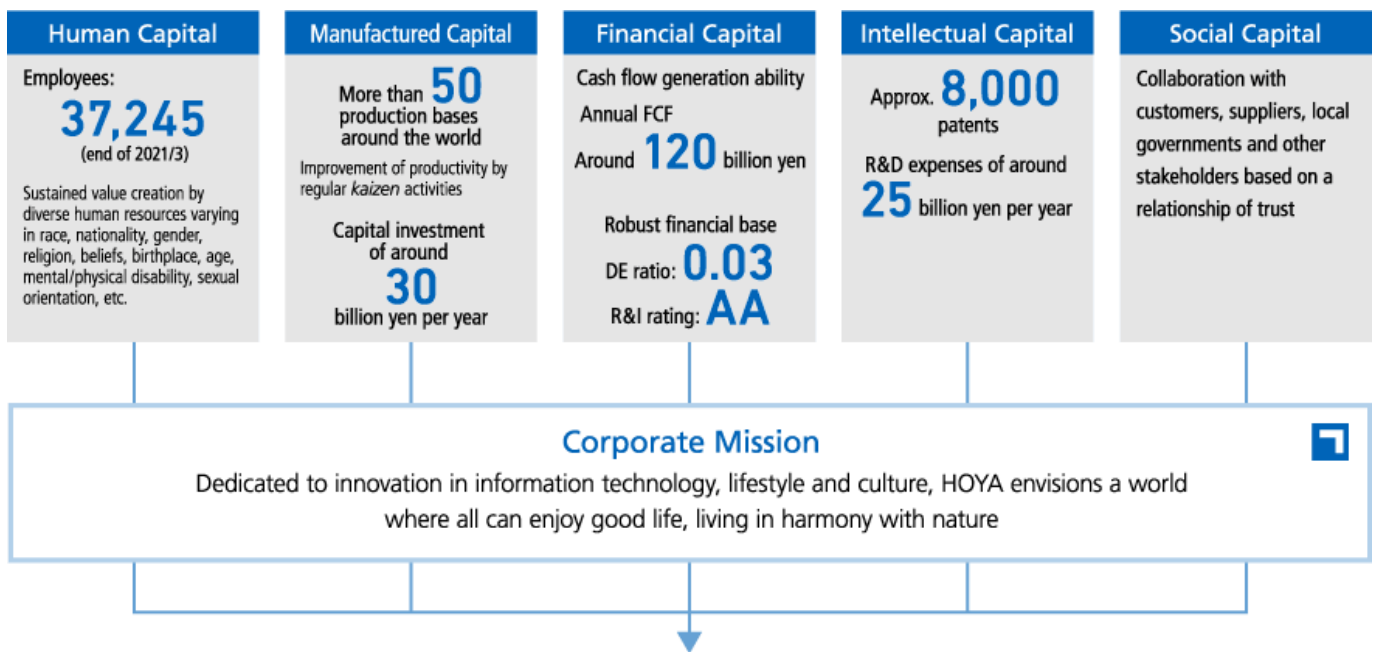 Human Capital
Employees:
37,245
(end of 2021/3)
Sustained value creation by
diverse human resources varying
in race, nationality, gender,
religion, beliefs, birthplace, age,
mental/physical disability, sexual
orientation, etc.
Manufactured Capital
More than 50
production bases
around the world
Improvement of productivity by
regular kaizen activities
Capital investment
of around
30
billion yen per year
Financial Capital
Cash flow generation ability
Annual FCF
Around 120 billion yen
Robust financial base
DE ratio: 0.03
R&I rating: AA
Intellectual Capital
Approx. 8,000
patents
R&D expenses of around
25 billion yen per year
Social Capital
Collaboration with
customers, suppliers, local
governments and other
stakeholders based on a
relationship of trust
Corporate Mission
Dedicated to innovation in information technology, lifestyle and culture, HOYA envisions a world
where all can enjoy good life, living in harmony with nature